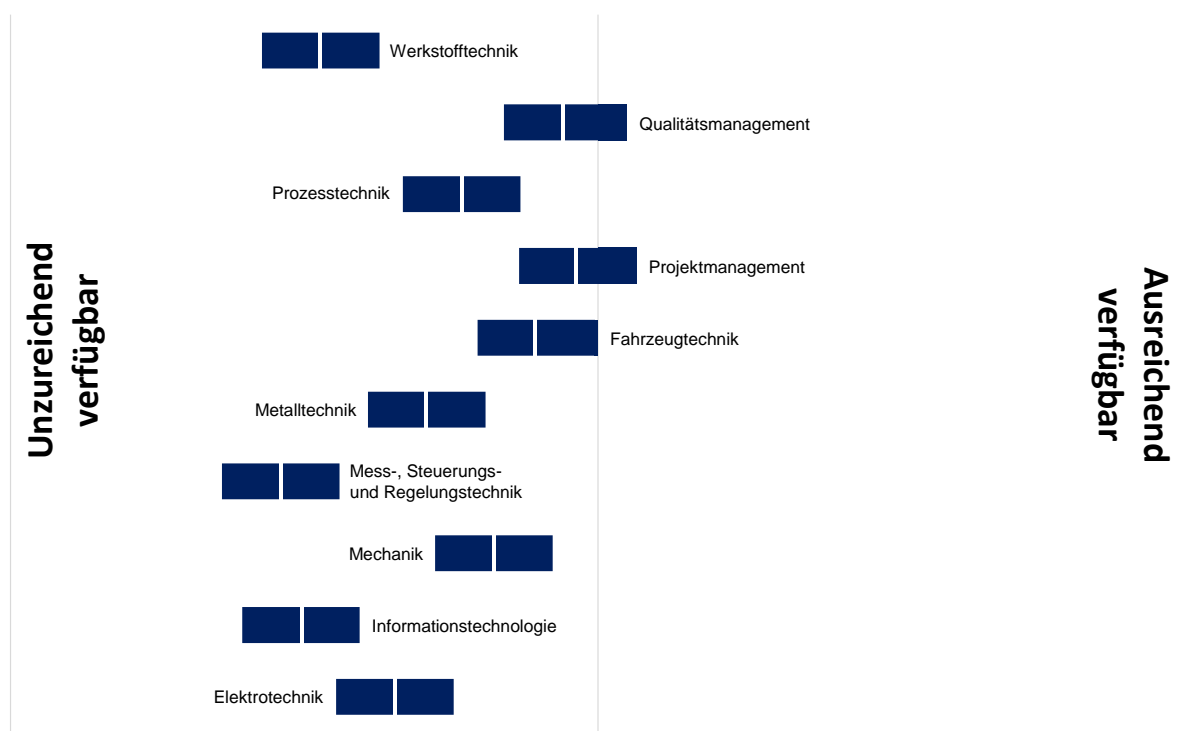 Werkstofftechnik
Qualitätsmanagement
Prozesstechnik
Projektmanagement
Fahrzeugtechnik
Metalltechnik
Mess-, Steuerungs-
und Regelungstechnik
Mechanik
Informationstechnologie
Elektrotechnik
Unzureichend
verfügbar
Ausreichend
verfügbar